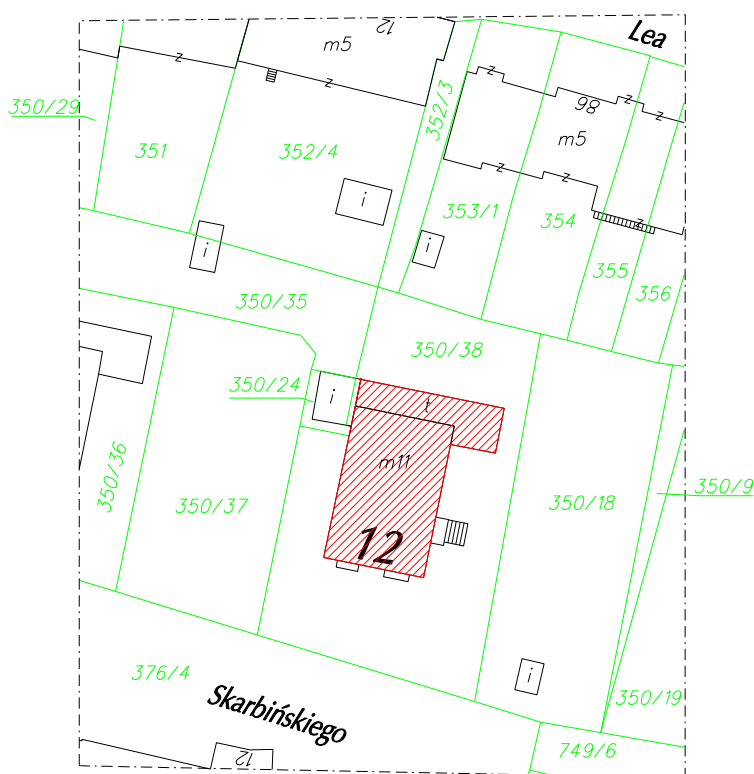 12
m5
Lea
z
z
z
z
z
350/29
352/3
98
m5
351
352/4
z
z
i
353/1
354
z
i
i
355
356
350/35
350/38
350/24
i
t
m11
350/36
350/37
350/18
350/9
12
376/4
i
Skarbińskiego
350/19
12
749/6